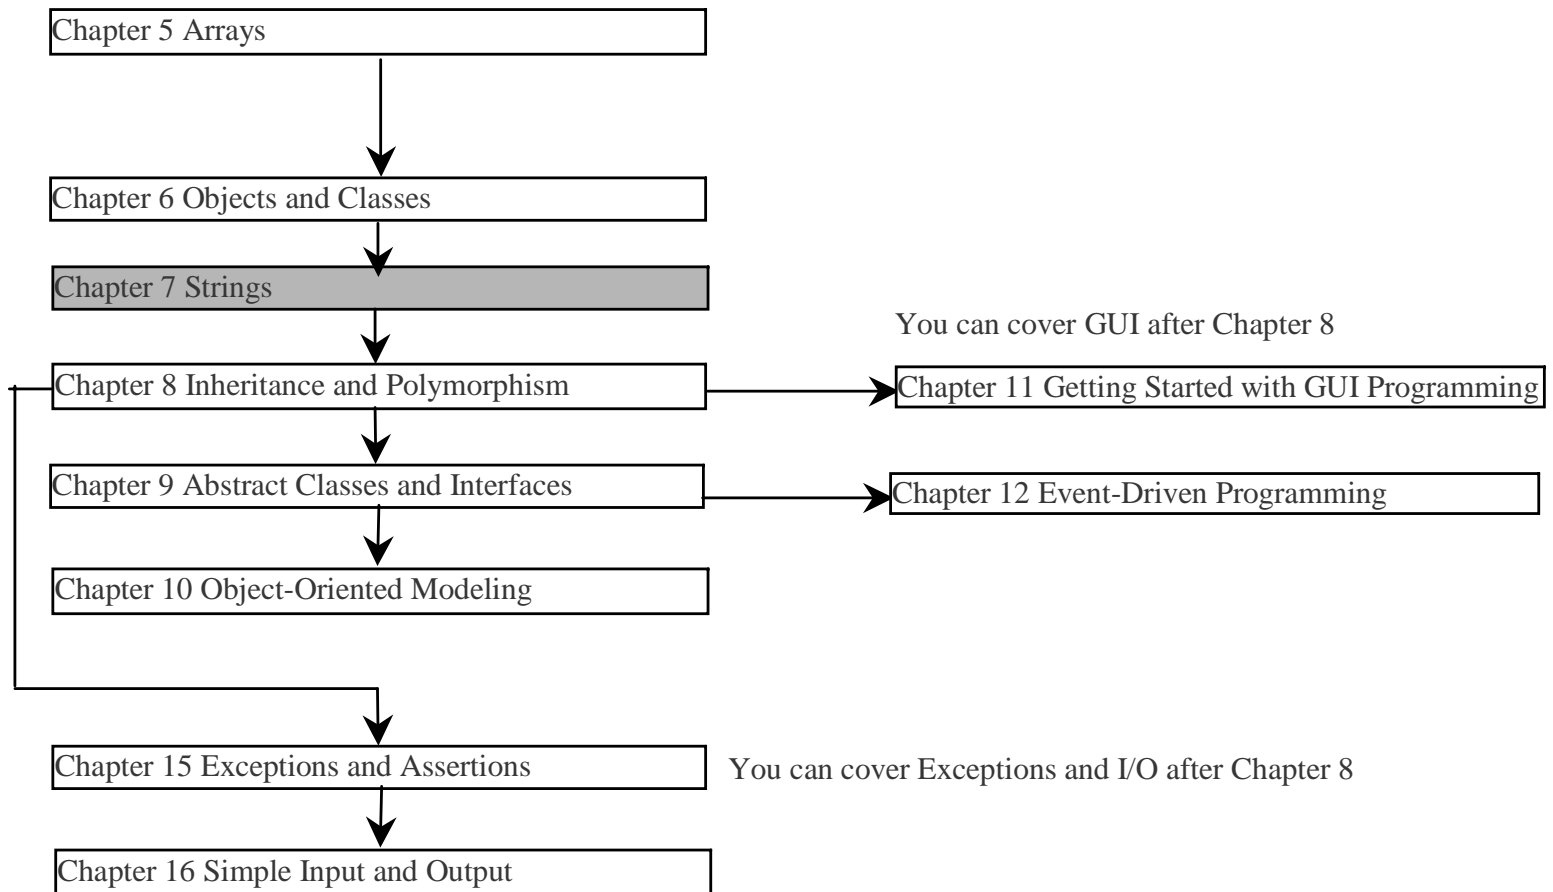 Chapter 5 Arrays
Chapter 6 Objects and Classes
Chapter 7 Strings
You can cover GUI after Chapter 8
Chapter 8 Inheritance and Polymorphism
Chapter 11 Getting Started with GUI Programming
Chapter 9 Abstract Classes and Interfaces
Chapter 12 Event-Driven Programming
Chapter 10 Object-Oriented Modeling
Chapter 15 Exceptions and Assertions
You can cover Exceptions and I/O after Chapter 8
Chapter 16 Simple Input and Output